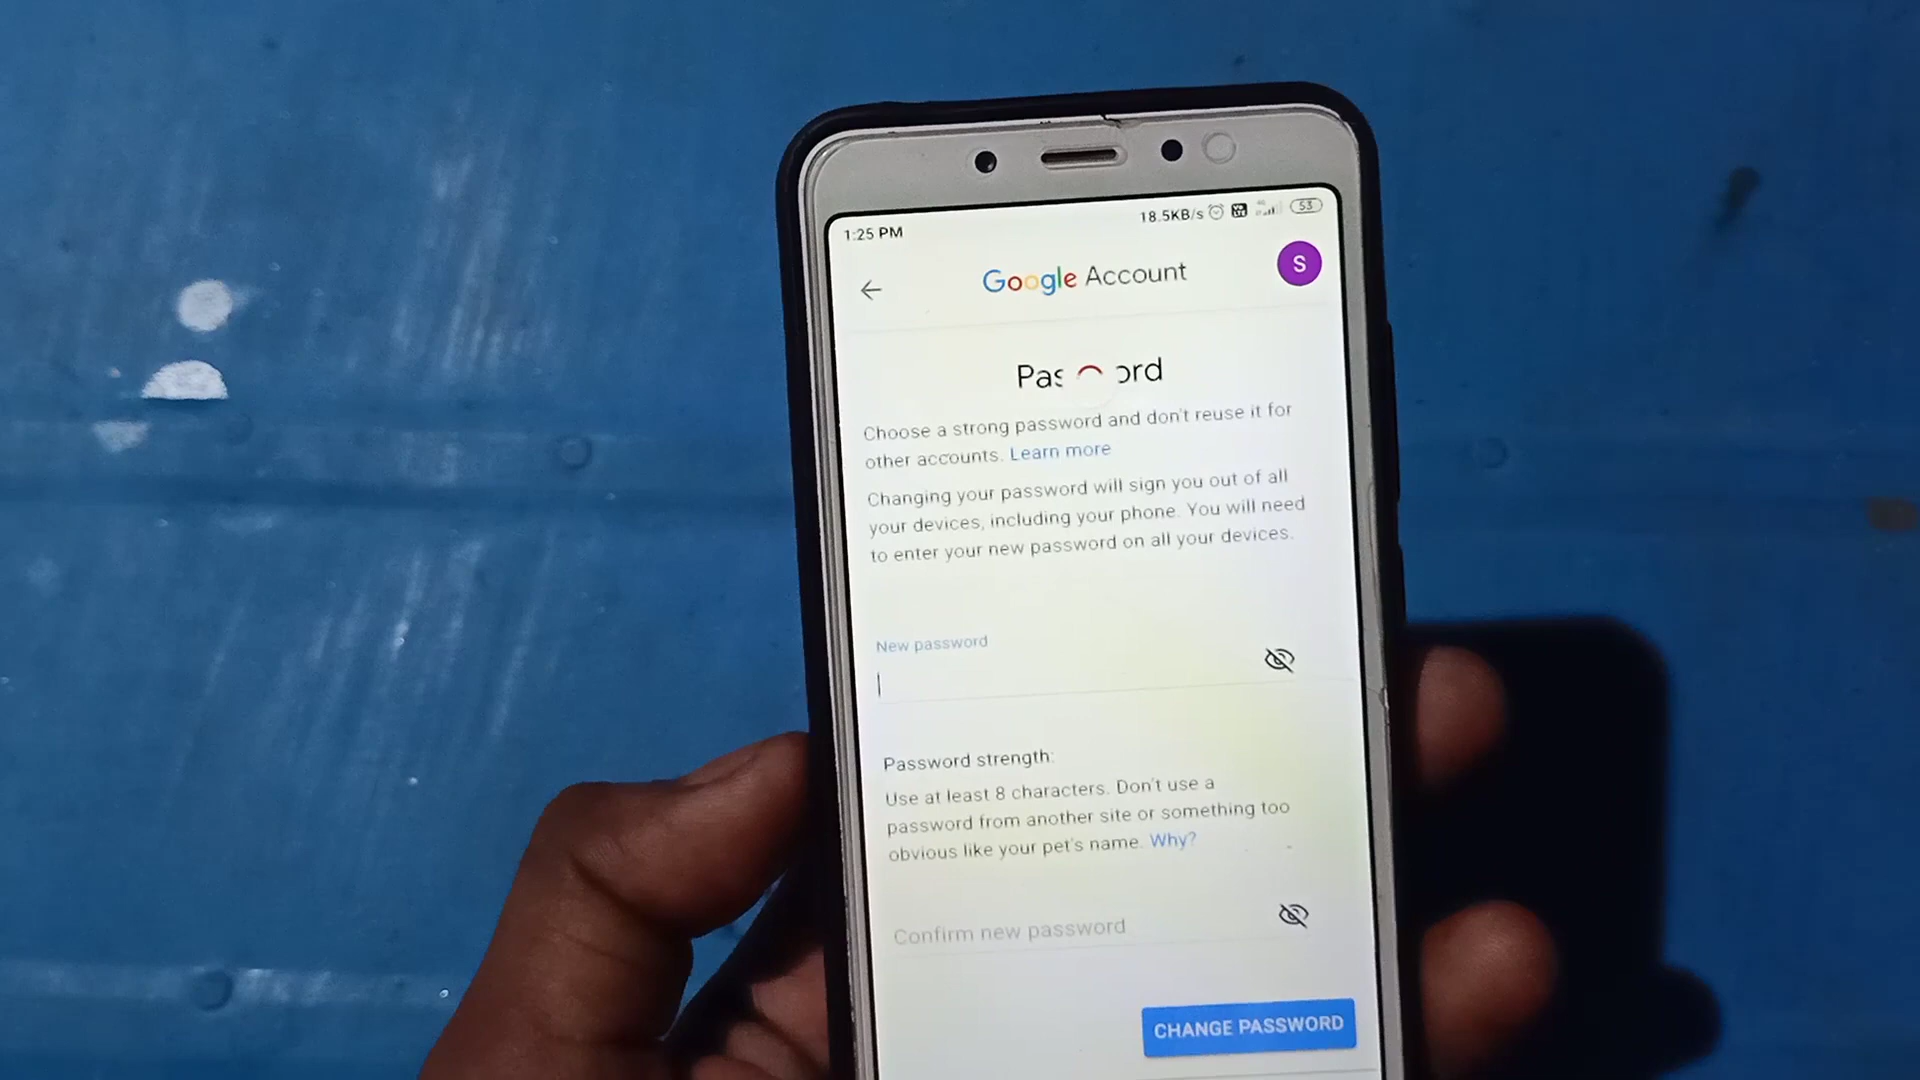 1:25 PM 18.5KB/s 53
Google Account S
Pas ord
Choose a strong password and don't reuse it for
other accounts. Learn more
Changing your password will sign you out of all
your devices, including your phone. You will need
to enter your new password on all your devices.
New password
Password strength:
Use at least 8 characters. Don't use a
password from another site or something too
obvious like your pet's name. Why?
Confirm new password
CHANGE PASSWORD